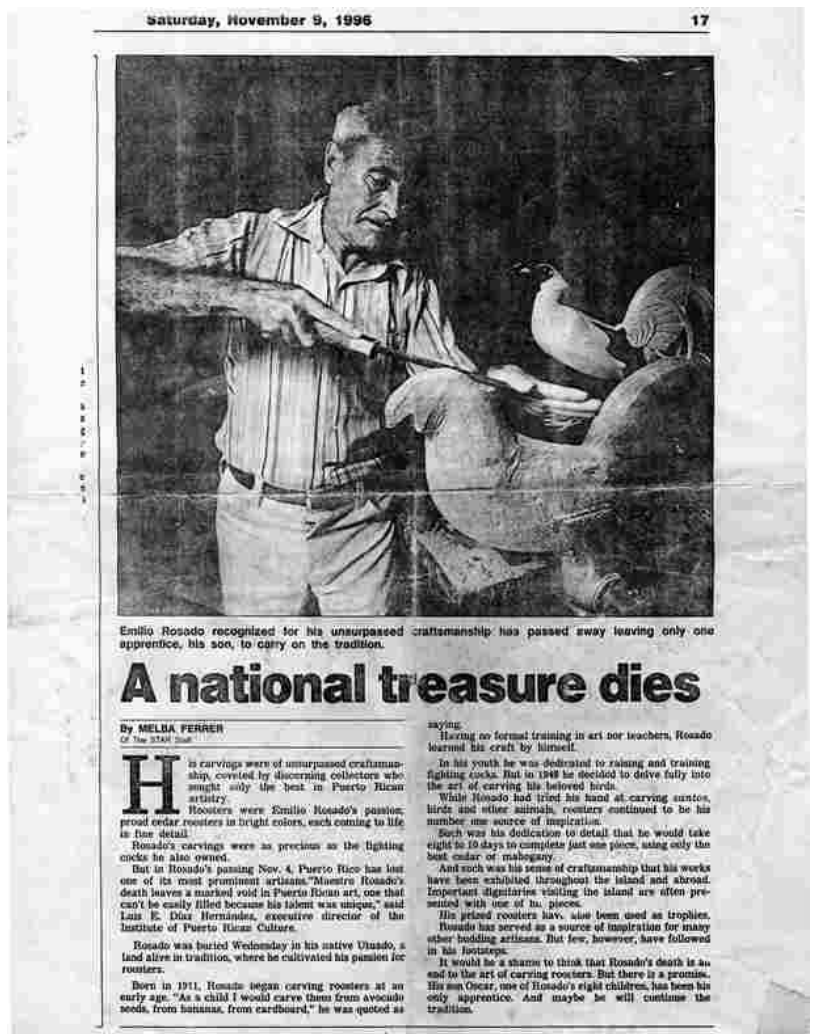 Saturday, November 9, 1996
17
Emilio Rosado recognized for his unsurpassed craftsmanship has passed away leaving only one
apprentice, his son, to carry on the tradition.
A national treasure dies
By MELBA FERRER
Of The STAR Staff
His carvings were of unsurpassed craftsman-
ship, coveted by discerning collectors who
sought only the best in Puerto Rican
artistry.
Roosters were Emilio Rosado's passion;
proud cedar roosters in bright colors, each coming to life
in fine detail.
Rosado's carvings were as precious as the fighting
cocks he also owned.
But in Rosado's passing Nov. 4, Puerto Rico has lost
one of its most prominent artisans. "Maestro Rosado's
death leaves a marked void in Puerto Rican art, one that
can't be easily filled because his talent was unique," said
Luis E. Díaz Hernández, executive director of the
Institute of Puerto Rican Culture.
Rosado was buried Wednesday in his native Utuado, a
land alive in tradition, where he cultivated his passion for
roosters.
Born in 1911, Rosado began carving roosters at an
early age. "As a child I would carve them from avocado
seeds, from bananas, from cardboard," he was quoted as
saying.
Having no formal training in art nor teachers, Rosado
learned his craft by himself.
In his youth he was dedicated to raising and training
fighting cocks. But in he decided to delve fully into
the art of carving his beloved birds.
While Rosado had tried his hand at carving santos,
birds and other animals, roosters continued to be his
number one source of inspiration.
Such was his dedication to detail that he would take
eight to 10 days to complete just one piece, using only the
best cedar or mahogany.
And such was his sense of craftsmanship that his works
have been exhibited throughout the island and abroad.
Important dignitaries visiting the island are often pre-
sented with one of his pieces.
His prized roosters have also been used as trophies.
Rosado has served as a source of inspiration for many
other budding artisans. But few, however, have followed
in his footsteps.
It would be a shame to think that Rosado's death is an
end to the art of carving roosters. But there is a promise.
His son Oscar, one of Rosado's eight children, has been his
only apprentice. And maybe he will continue the
tradition.